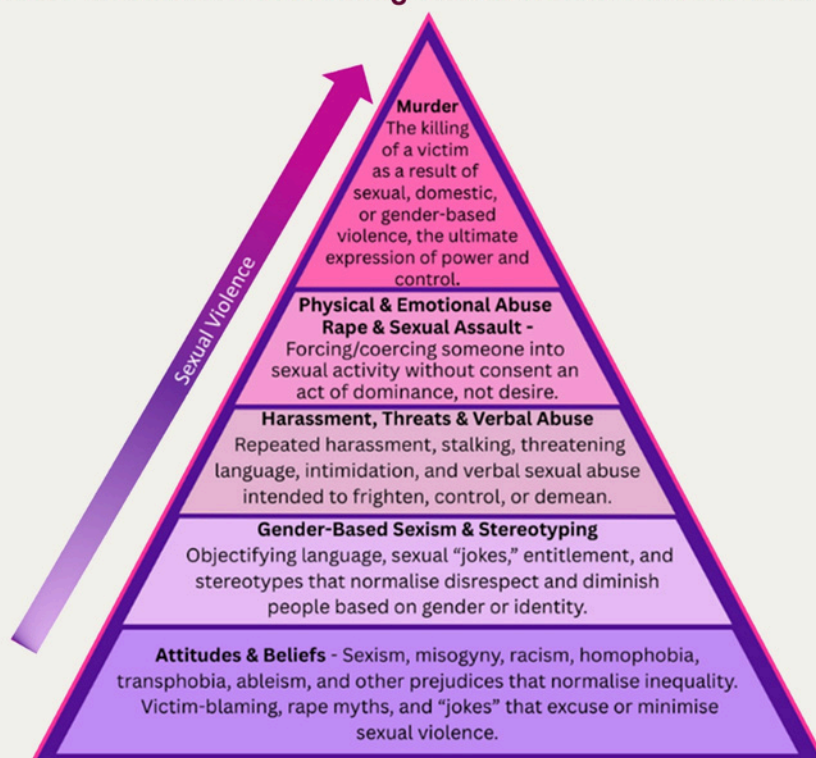 Murder
The killing
of a victim
as a result of
sexual, domestic,
or gender-based
violence, the ultimate
expression of power and
control.
Physical & Emotional Abuse
Rape & Sexual Assault -
Forcing/coercing someone into
sexual activity without consent an
act of dominance, not desire.
Harassment, Threats & Verbal Abuse
Repeated harassment, stalking, threatening
language, intimidation, and verbal sexual abuse
intended to frighten, control, or demean.
Gender-Based Sexism & Stereotyping
Objectifying language, sexual “jokes,” entitlement, and
stereotypes that normalise disrespect and diminish
people based on gender or identity.
Attitudes & Beliefs - Sexism, misogyny, racism, homophobia,
transphobia, ableism, and other prejudices that normalise inequality.
Victim-blaming, rape myths, and “jokes” that excuse or minimise
sexual violence.
Sexual Violence